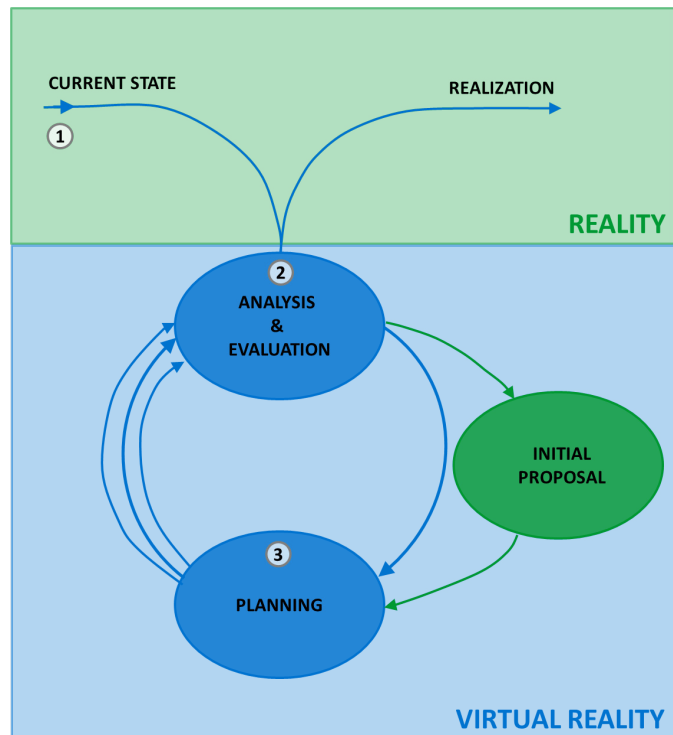 CURRENT STATE
REALIZATION
1
REALITY
2
ANALYSIS
&
EVALUATION
INITIAL
PROPOSAL
3
PLANNING
VIRTUAL REALITY